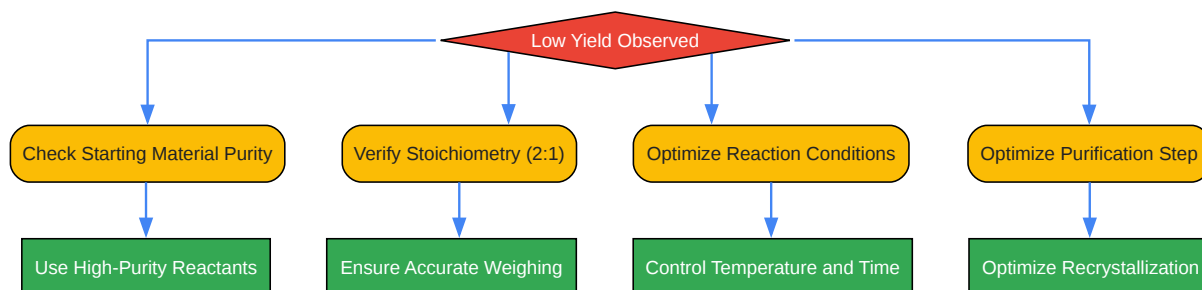 Low Yield Observed
Check Starting Material Purity
Verify Stoichiometry (2:1)
Optimize Reaction Conditions
Optimize Purification Step
Use High-Purity Reactants
Ensure Accurate Weighing
Control Temperature and Time
Optimize Recrystallization